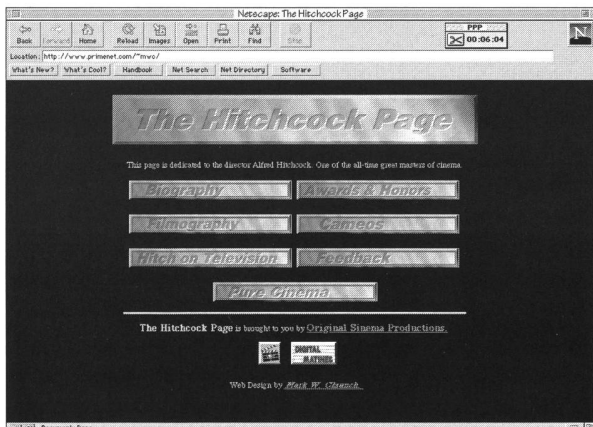 Netscape: The Hitchcock Page
Back Forward Home Reload Images Open Print Find Stop
PPP
00:06:04
N
Location: http://www.primenet.com/~mwc/
What's New? What's Cool? Handbook Net Search Net Directory Software
The Hitchcock Page
This page is dedicated to the director Alfred Hitchcock. One of the all-time great masters of cinema.
Biography Awards & Honors
Filmography Cameos
Hitch on Television Feedback
Pure Cinema
The Hitchcock Page is brought to you by Original Sinema Productions.
DIGITAL
MATINEE
Web Design by Mark W. Claunch.